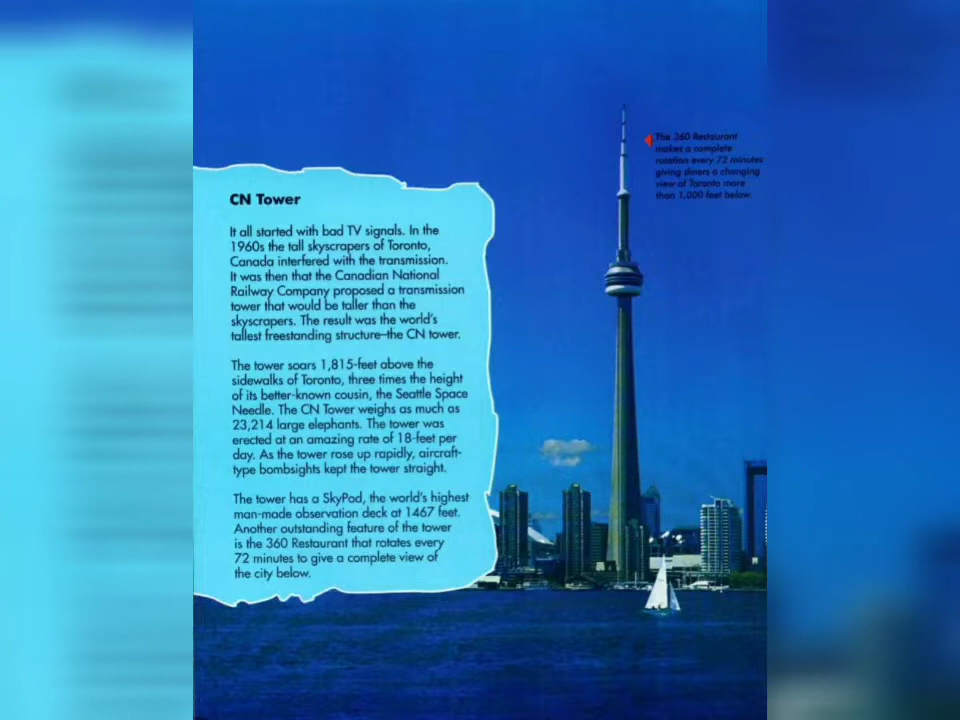 CN Tower
It all started with bad TV signals. In the
1960s the tall skyscrapers of Toronto,
Canada interfered with the transmission.
It was then that the Canadian National
Railway Company proposed a transmission
tower that would be taller than the
skyscrapers. The result was the world's
tallest freestanding structure–the CN tower.
The tower soars 1,815-feet above the
sidewalks of Toronto, three times the height
of its better-known cousin, the Seattle Space
Needle. The CN Tower weighs as much as
23,214 large elephants. The tower was
erected at an amazing rate of 18-feet per
day. As the tower rose up rapidly, aircraft-
type bombsights kept the tower straight.
The tower has a SkyPod, the world's highest
man-made observation deck at 1467 feet.
Another outstanding feature of the tower
is the 360 Restaurant that rotates every
72 minutes to give a complete view of
the city below.
The 360 Restaurant
makes a complete
rotation every 72 minutes
giving diners a changing
view of Toronto more
than 1,000 feet below.